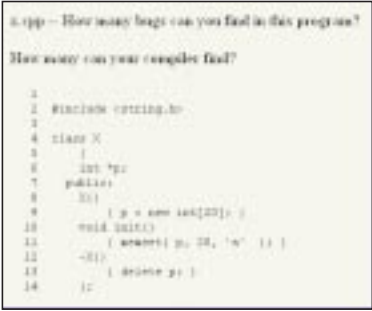 a.cpp -- How many bugs can you find in this program?
How many can your compiler find?
1
2 #include <string.h>
3
4 class X
5 {
6 int *p;
7 public:
8 X()
9 { p = new int[20]; }
10 void init()
11 { memset( p, 20, 'n' ); }
12 ~X()
13 { delete p; }
14 };